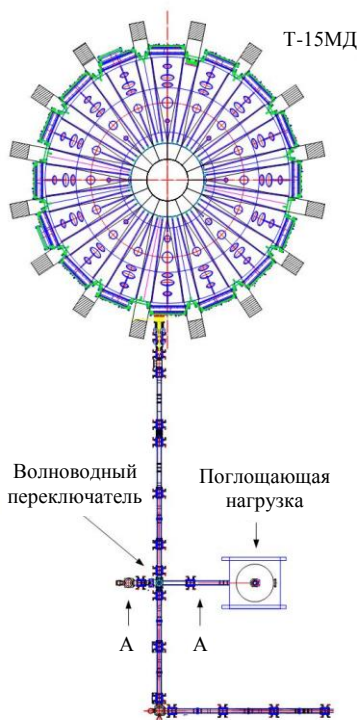 Т-15МД
Волноводный
переключатель
Поглощающая
нагрузка
А
А